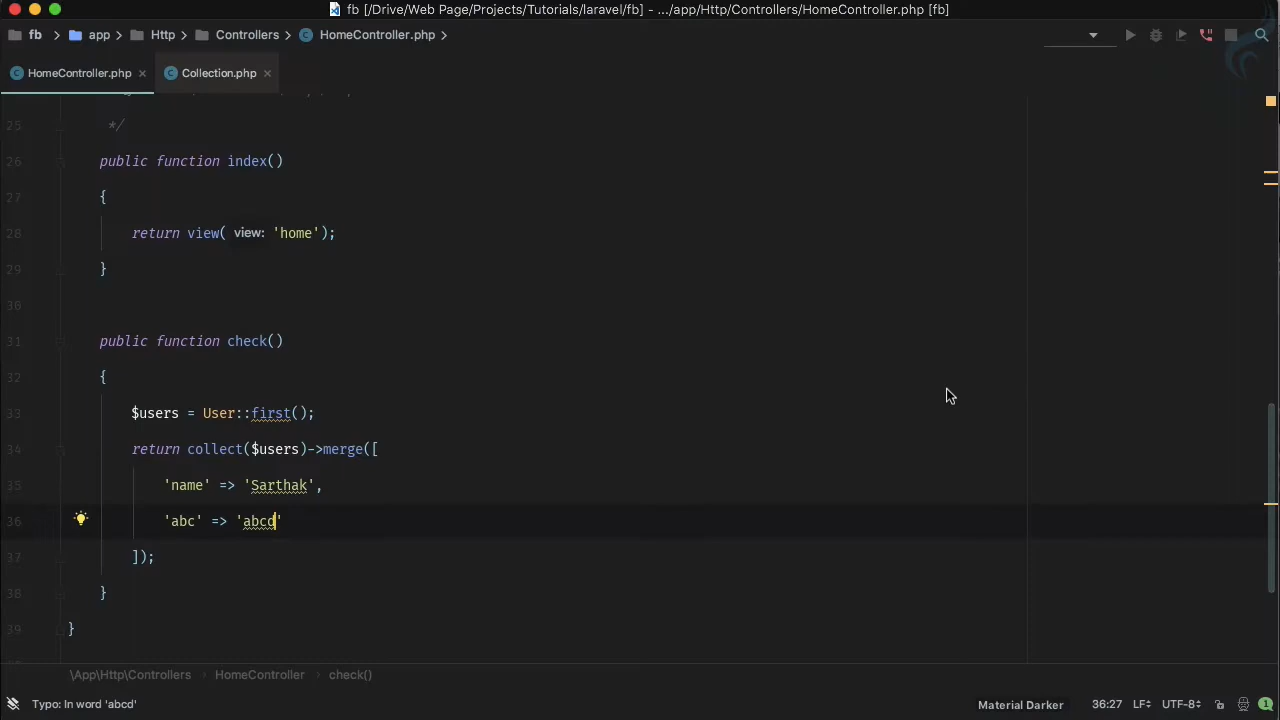 fb [/Drive/Web Page/Projects/Tutorials/laravel/fb] - .../app/Http/Controllers/HomeController.php [fb]
fb app Http Controllers HomeController.php
HomeController.php Collection.php
25 */
26 public function index()
27 {
28 return view( view: 'home');
29 }
30
31 public function check()
32 {
33 $users = User::first();
34 return collect($users)->merge([
35 'name' => 'Sarthak',
36 'abc' => 'abcd'
37 ]);
38 }
39 }
\App\Http\Controllers HomeController check()
Typo: In word 'abcd' Material Darker 36:27 LF UTF-8 1